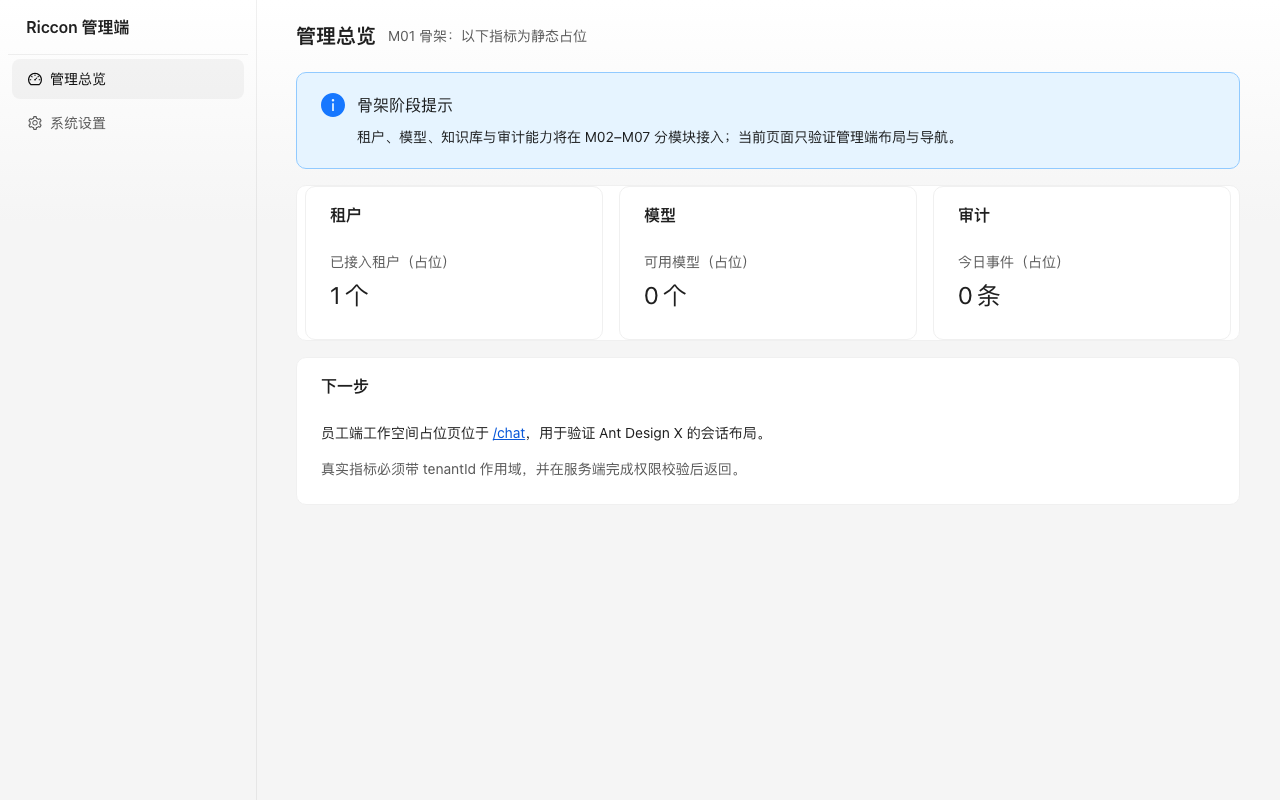 Riccon 管理端
管理总览
系统设置
管理总览 M01 骨架：以下指标为静态占位
骨架阶段提示
租户、模型、知识库与审计能力将在 M02–M07 分模块接入；当前页面只验证管理端布局与导航。
租户
已接入租户（占位）
1 个
模型
可用模型（占位）
0 个
审计
今日事件（占位）
0 条
下一步
员工端工作空间占位页位于 /chat，用于验证 Ant Design X 的会话布局。
真实指标必须带 tenantId 作用域，并在服务端完成权限校验后返回。